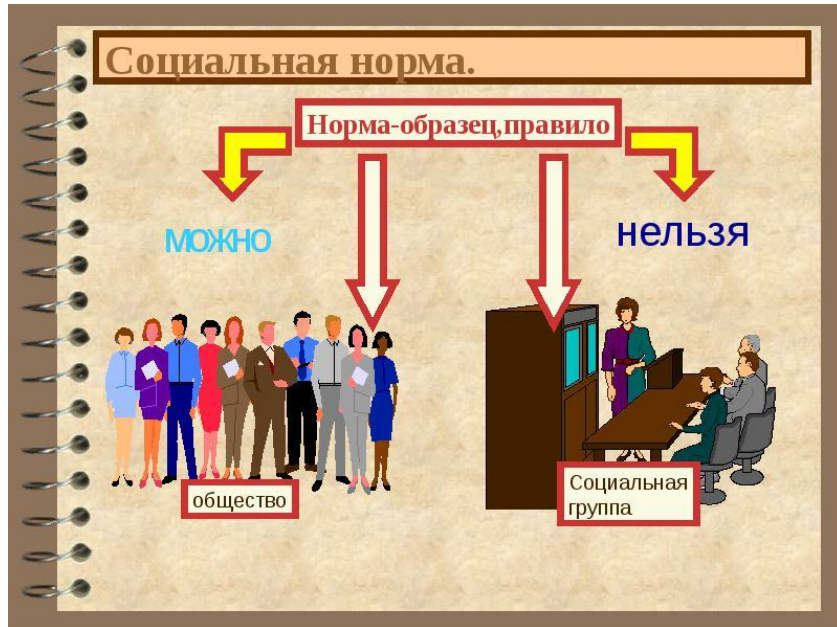 Социальная норма.
Норма-образец,правило
можно
нельзя
общество
Социальная
группа